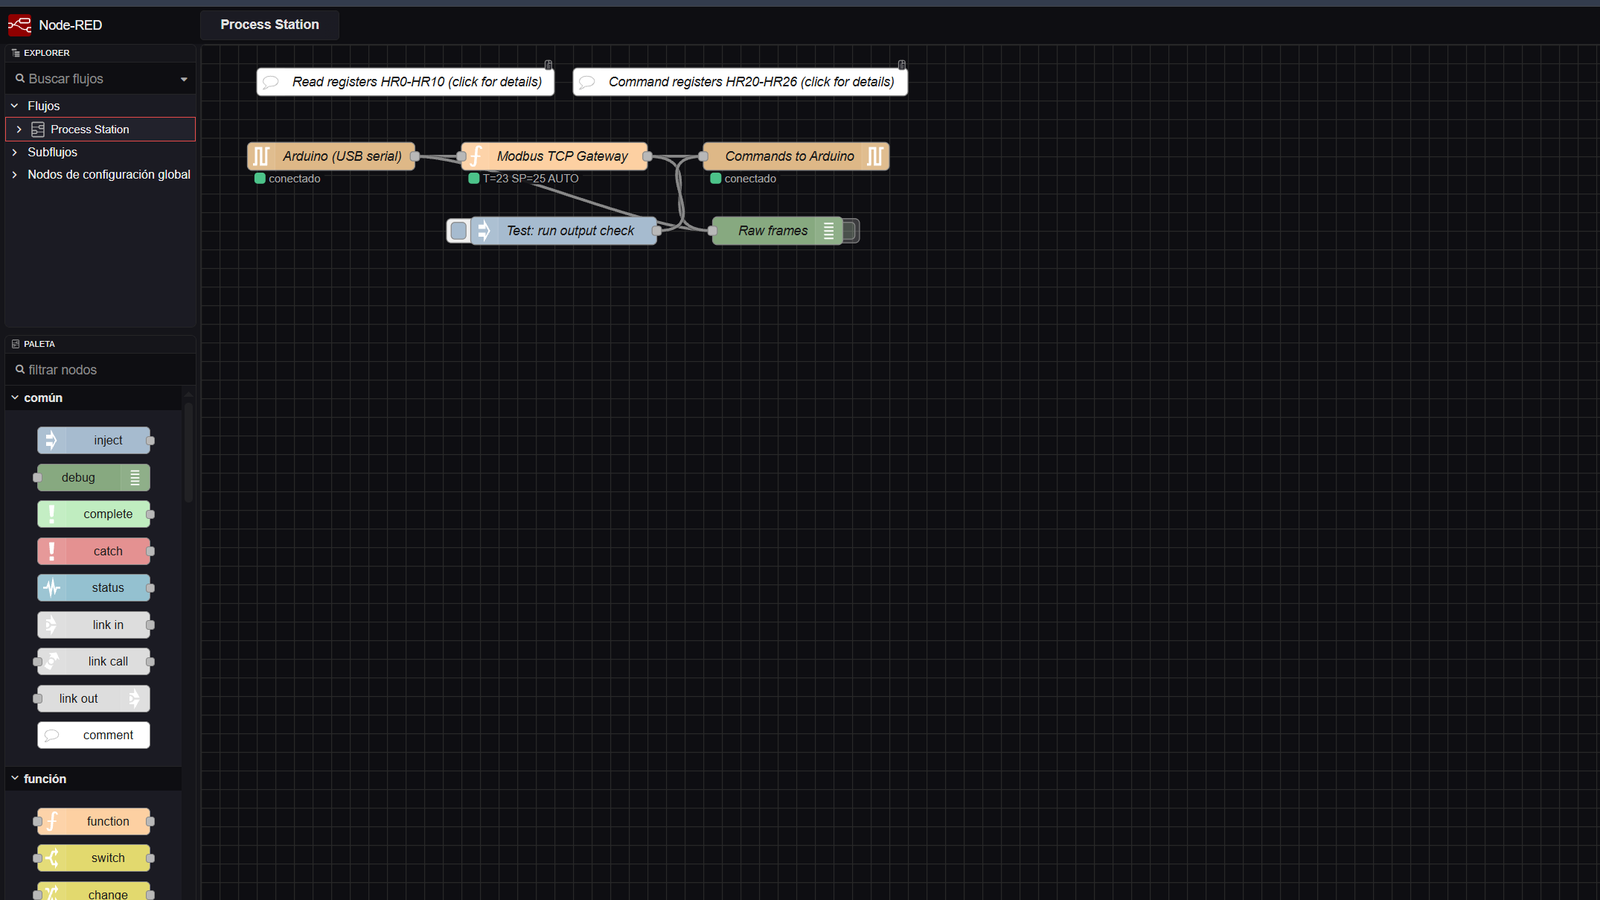 Node-RED
Process Station
EXPLORER
Buscar flujos
Flujos
Process Station
Subflujos
Nodos de configuración global
Read registers HR0-HR10 (click for details)
Command registers HR20-HR26 (click for details)
Arduino (USB serial)
Modbus TCP Gateway
Commands to Arduino
conectado
T=23 SP=25 AUTO
conectado
Test: run output check
Raw frames
PALETA
filtrar nodos
común
inject
debug
complete
catch
status
link in
link call
link out
comment
función
function
switch
change